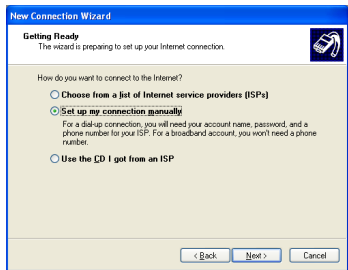 New Connection Wizard
Getting Ready
The wizard is preparing to set up your Internet connection.
How do you want to connect to the Internet?
Choose from a list of Internet service providers (ISPs)
Set up my connection manually
For a dial-up connection, you will need your account name, password, and a
phone number for your ISP. For a broadband account, you won't need a phone
number.
Use the CD I got from an ISP
< Back
Next >
Cancel